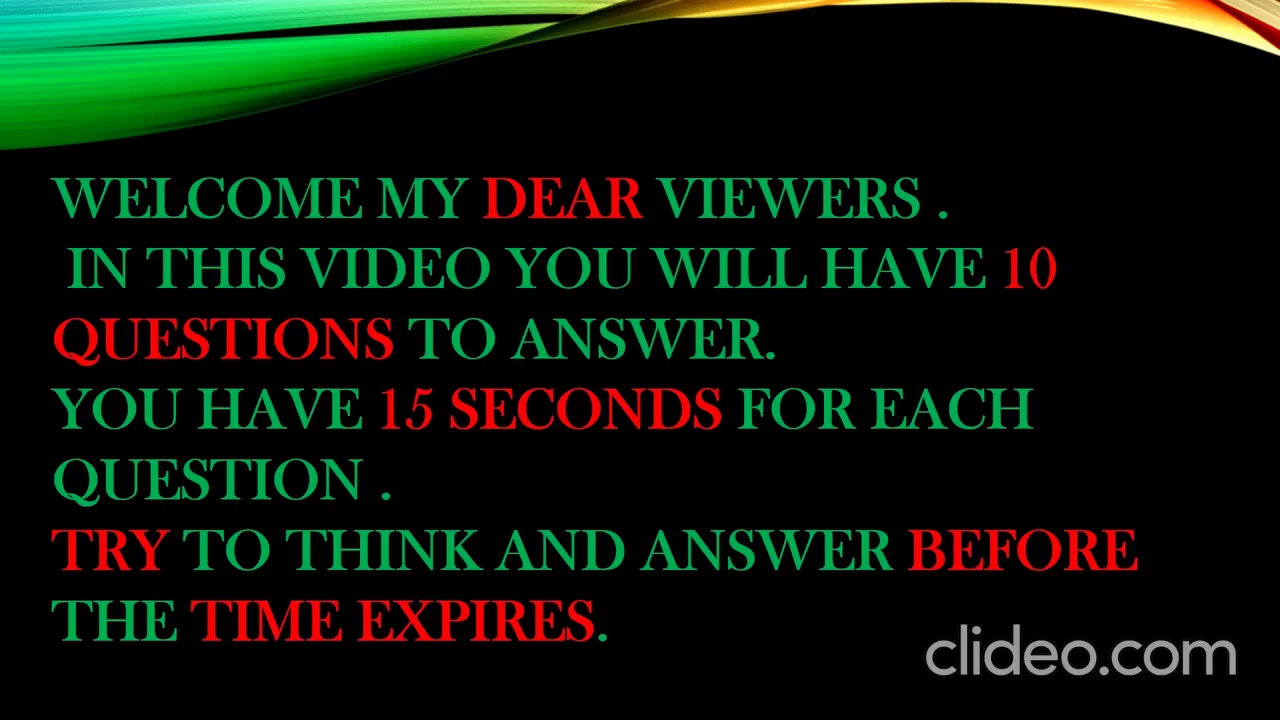 WELCOME MY DEAR VIEWERS .
IN THIS VIDEO YOU WILL HAVE 10
QUESTIONS TO ANSWER.
YOU HAVE 15 SECONDS FOR EACH
QUESTION .
TRY TO THINK AND ANSWER BEFORE
THE TIME EXPIRES.
clideo.com